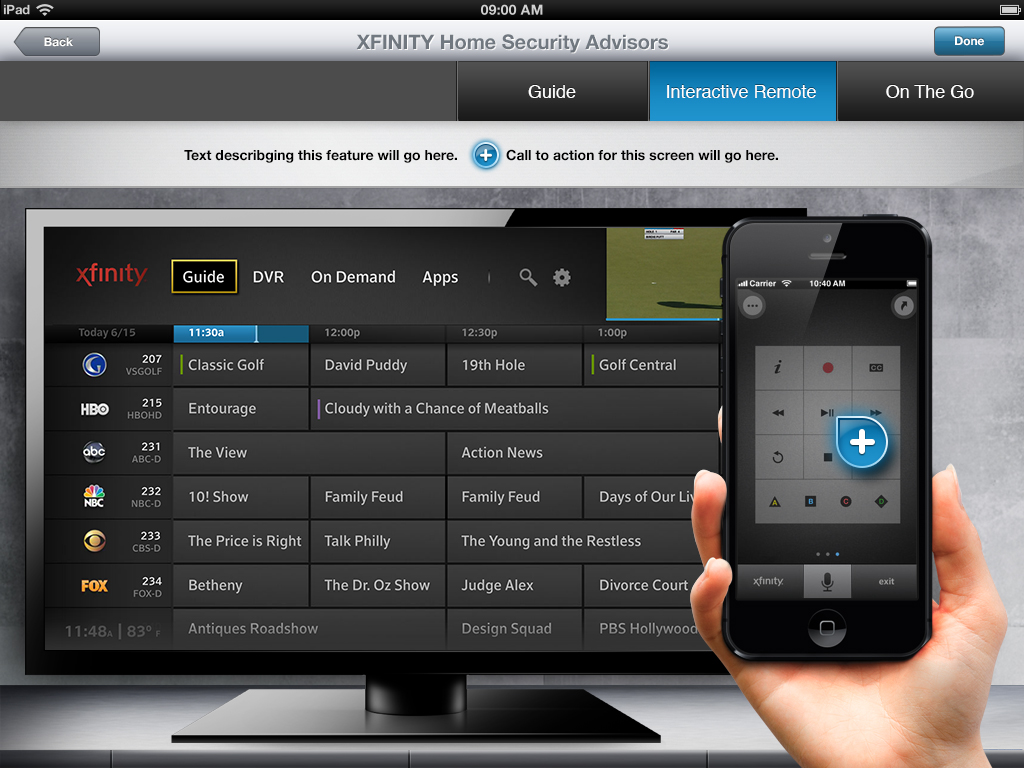 iPad 09:00 AM
Back XFINITY Home Security Advisors Done
Guide Interactive Remote On The Go
Text describging this feature will go here. Call to action for this screen will go here.
xfinity Guide DVR On Demand Apps
Today 6/15 11:30a 12:00p 12:30p 1:00p
207 VSGOLF Classic Golf David Puddy 19th Hole Golf Central
HBO 215 HBOHD Entourage Cloudy with a Chance of Meatballs
abc 231 ABC-D The View Action News
NBC 232 NBC-D 10! Show Family Feud Family Feud Days of Our Liv
233 CBS-D The Price is Right Talk Philly The Young and the Restless
FOX 234 FOX-D Betheny The Dr. Oz Show Judge Alex Divorce Court
11:48A | 83° F Antiques Roadshow Design Squad PBS Hollywood
Carrier 10:40 AM
i CC
A B C D
xfinity exit